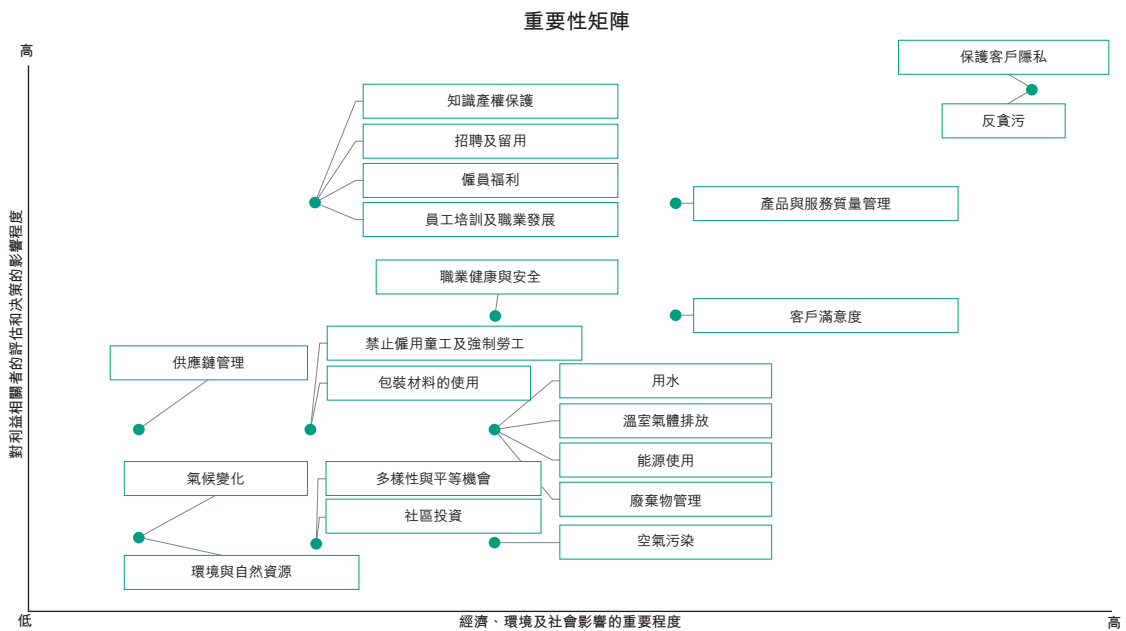 重要性矩陣
高
保護客戶隱私
反貪污
知識產權保護
招聘及留用
僱員福利
員工培訓及職業發展
產品與服務質量管理
對利益相關者的評估和決策的影響程度
職業健康與安全
客戶滿意度
禁止僱用童工及強制勞工
供應鏈管理
包裝材料的使用
用水
溫室氣體排放
能源使用
氣候變化
多樣性與平等機會
廢棄物管理
社區投資
空氣污染
環境與自然資源
低
經濟、環境及社會影響的重要程度
高